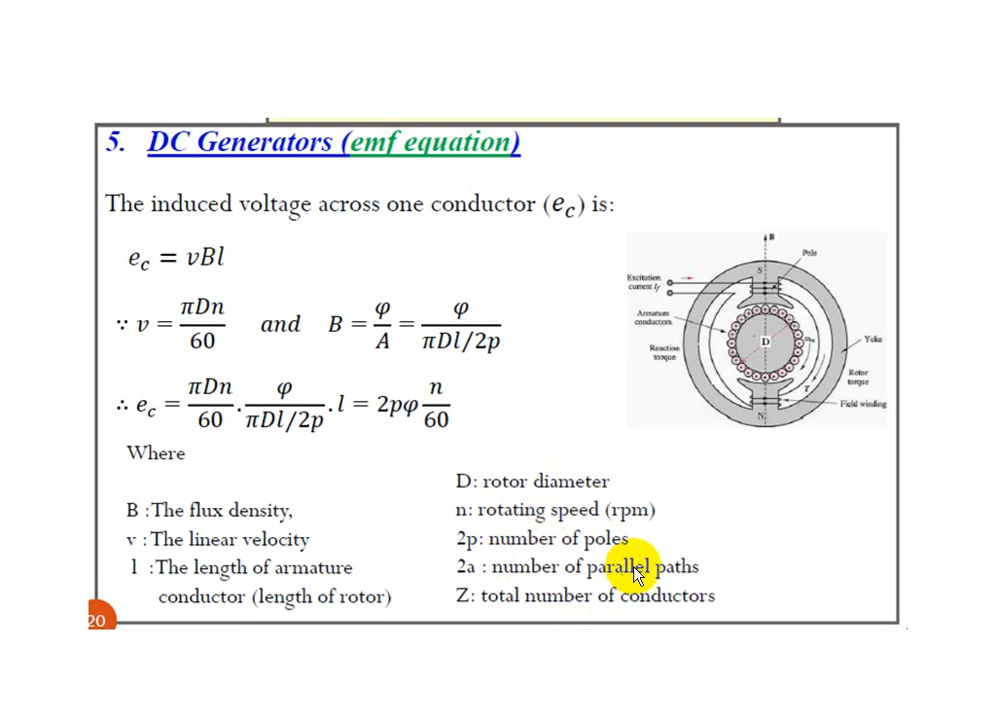 5. DC Generators (emf equation)
The induced voltage across one conductor (e_c) is:
e_c = vBl
∵ v = πDn/60 and B = φ/A = φ/(πDl/2p)
∴ e_c = πDn/60 . φ/(πDl/2p) . l = 2pφ n/60
Where
B :The flux density,
v : The linear velocity
l :The length of armature
conductor (length of rotor)
D: rotor diameter
n: rotating speed (rpm)
2p: number of poles
2a : number of parallel paths
Z: total number of conductors
B
Pole
S
Excitation
current I_f
Armature
conductors
D
Reaction
torque
Yoke
Rotor
torque
T
Field winding
N
20